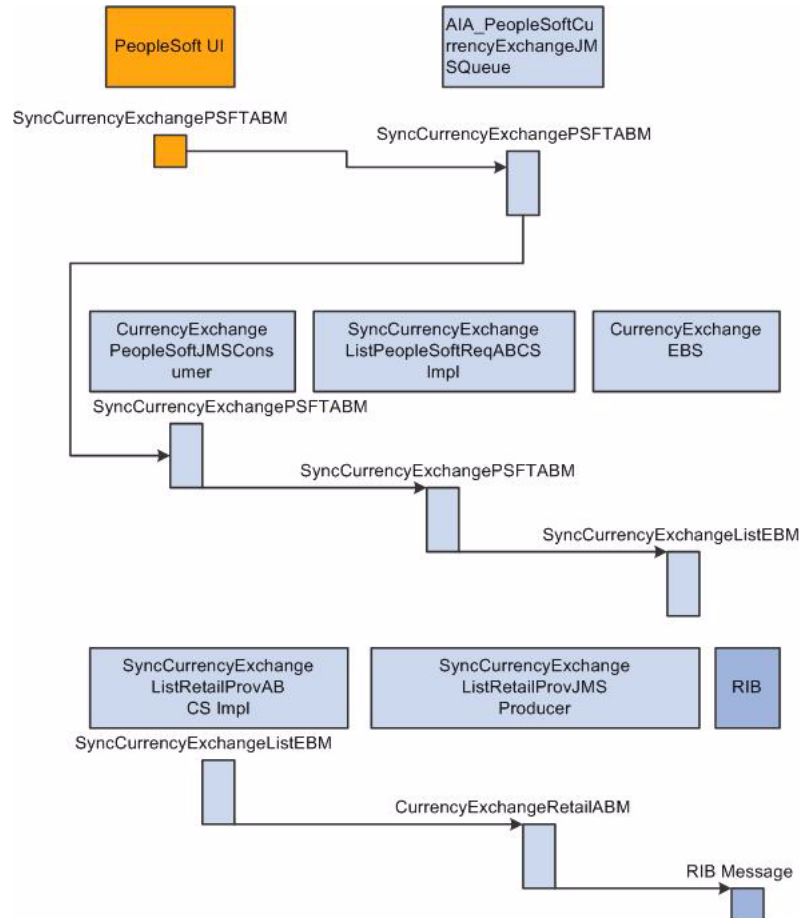 PeopleSoft UI
AIA_PeopleSoftCu
rrencyExchangeJM
SQueue
SyncCurrencyExchangePSFTABM
SyncCurrencyExchangePSFTABM
CurrencyExchange
PeopleSoftJMSCons
umer
SyncCurrencyExchange
ListPeopleSoftReqABCS
Impl
CurrencyExchange
EBS
SyncCurrencyExchangePSFTABM
SyncCurrencyExchangePSFTABM
SyncCurrencyExchangeListEBM
SyncCurrencyExchange
ListRetailProvAB
CS Impl
SyncCurrencyExchange
ListRetailProvJMS
Producer
RIB
SyncCurrencyExchangeListEBM
CurrencyExchangeRetailABM
RIB Message